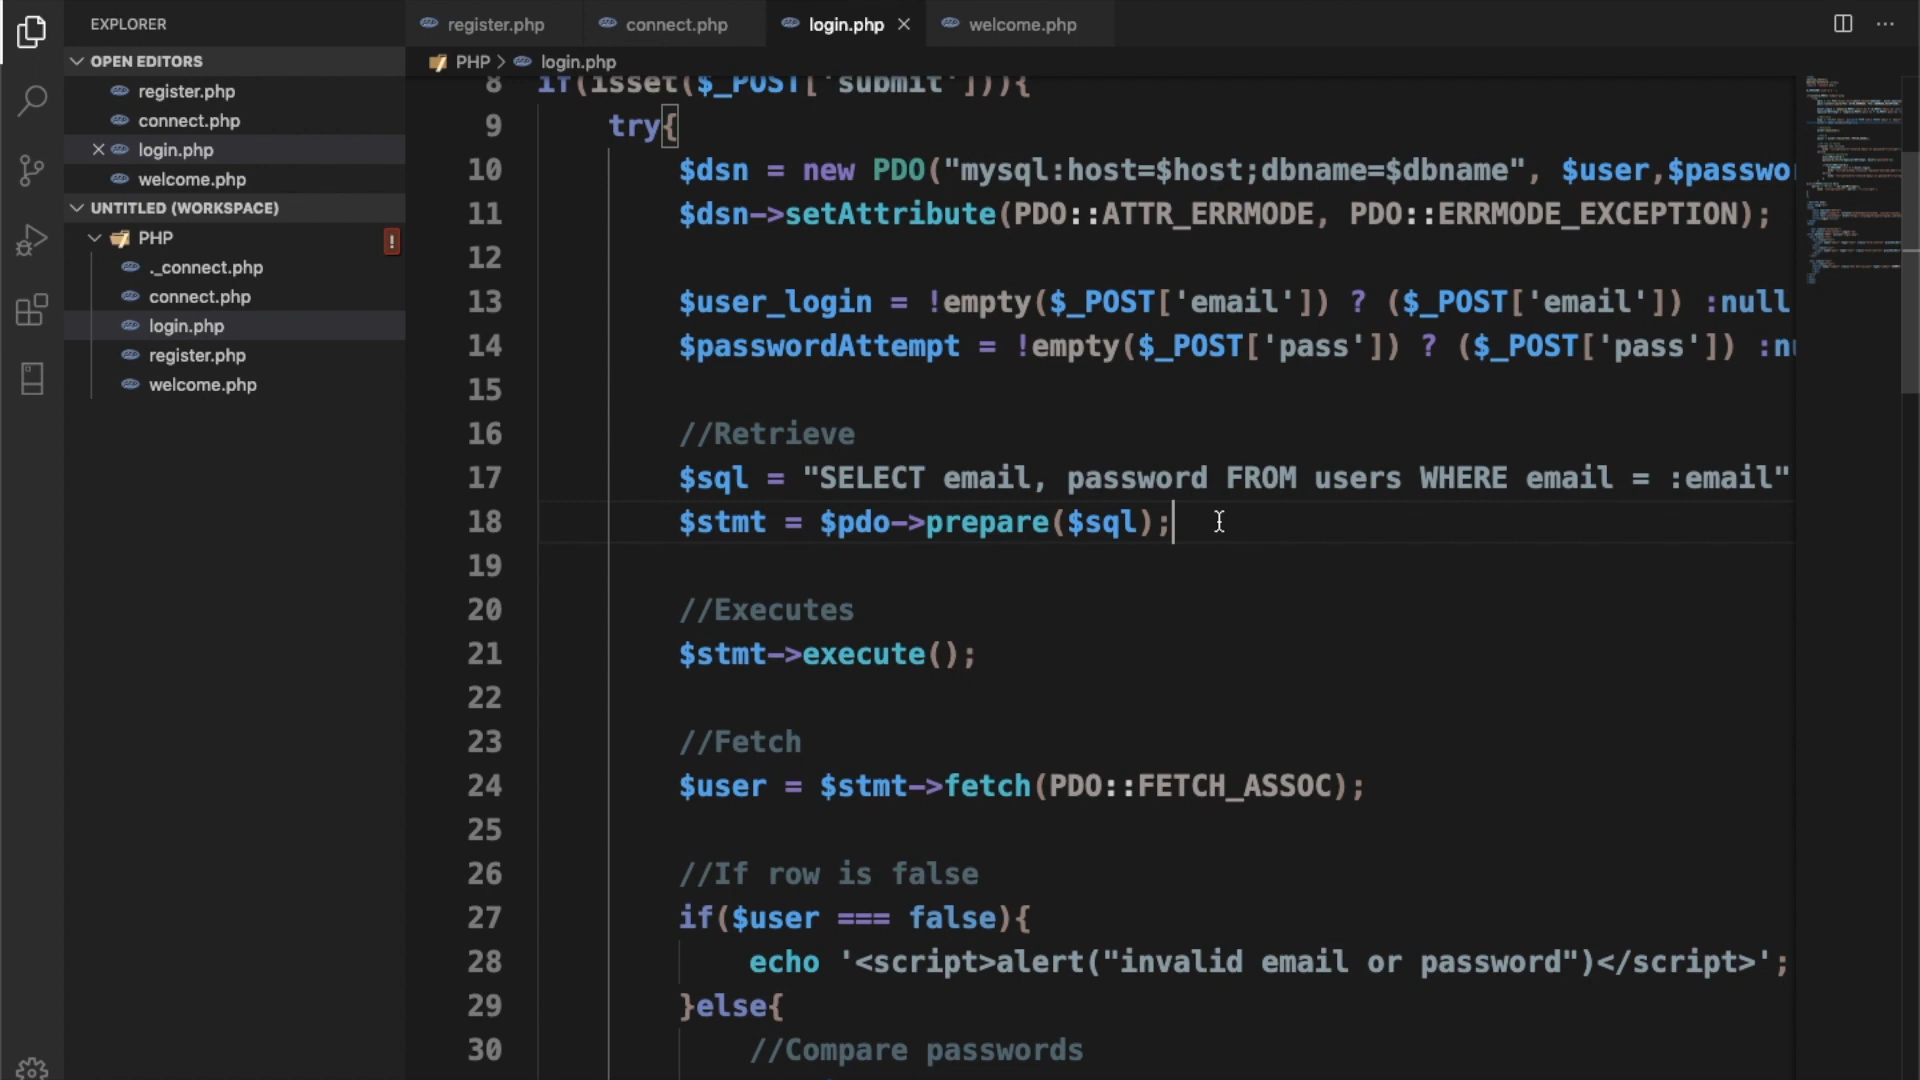 EXPLORER
OPEN EDITORS
register.php
connect.php
login.php
welcome.php
UNTITLED (WORKSPACE)
PHP
!
._connect.php
connect.php
login.php
register.php
welcome.php
register.php
connect.php
login.php
welcome.php
PHP > login.php
8 if(isset($_POST['submit'])){
9 try{
10 $dsn = new PDO("mysql:host=$host;dbname=$dbname", $user,$passwo
11 $dsn->setAttribute(PDO::ATTR_ERRMODE, PDO::ERRMODE_EXCEPTION);
12
13 $user_login = !empty($_POST['email']) ? ($_POST['email']) :null
14 $passwordAttempt = !empty($_POST['pass']) ? ($_POST['pass']) :nu
15
16 //Retrieve
17 $sql = "SELECT email, password FROM users WHERE email = :email"
18 $stmt = $pdo->prepare($sql);
19
20 //Executes
21 $stmt->execute();
22
23 //Fetch
24 $user = $stmt->fetch(PDO::FETCH_ASSOC);
25
26 //If row is false
27 if($user === false){
28 echo '<script>alert("invalid email or password")</script>';
29 }else{
30 //Compare passwords